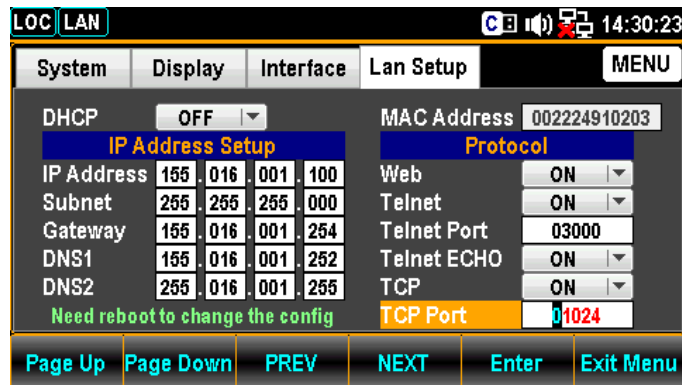 LOC LAN C 14:30:23
System Display Interface Lan Setup MENU
DHCP OFF
IP Address Setup
IP Address 155 . 016 . 001 . 100
Subnet 255 . 255 . 255 . 000
Gateway 155 . 016 . 001 . 254
DNS1 155 . 016 . 001 . 252
DNS2 255 . 016 . 001 . 255
Need reboot to change the config
MAC Address 002224910203
Protocol
Web ON
Telnet ON
Telnet Port 03000
Telnet ECHO ON
TCP ON
TCP Port 01024
Page Up Page Down PREV NEXT Enter Exit Menu